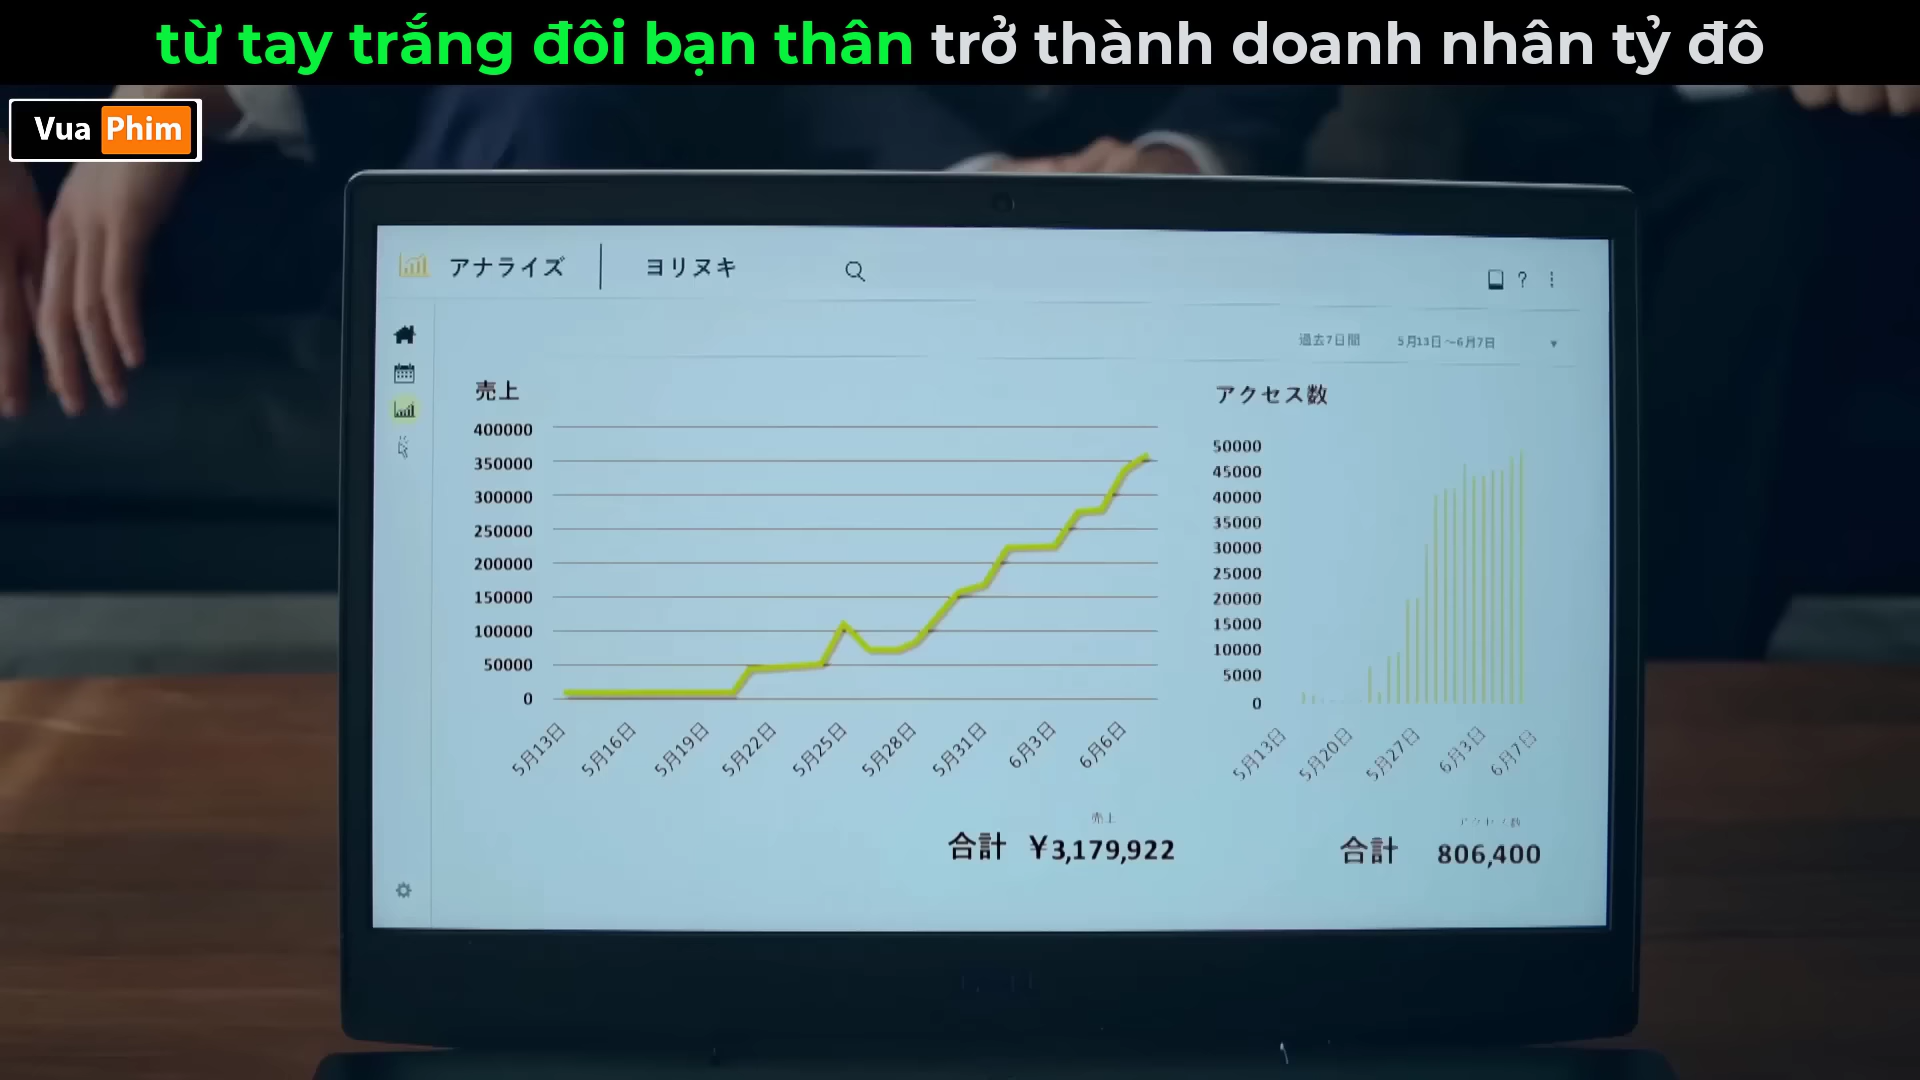 từ tay trắng đôi bạn thân trở thành doanh nhân tỷ đô
Vua Phim
アナライズ ヨリヌキ
?
過去7日間 5月13日~6月7日
売上
400000
350000
300000
250000
200000
150000
100000
50000
0
5月13日 5月16日 5月19日 5月22日 5月25日 5月28日 5月31日 6月3日 6月6日
売上
合計 ¥3,179,922
アクセス数
50000
45000
40000
35000
30000
25000
20000
15000
10000
5000
0
5月13日 5月20日 5月27日 6月3日 6月7日
アクセス数
合計 806,400